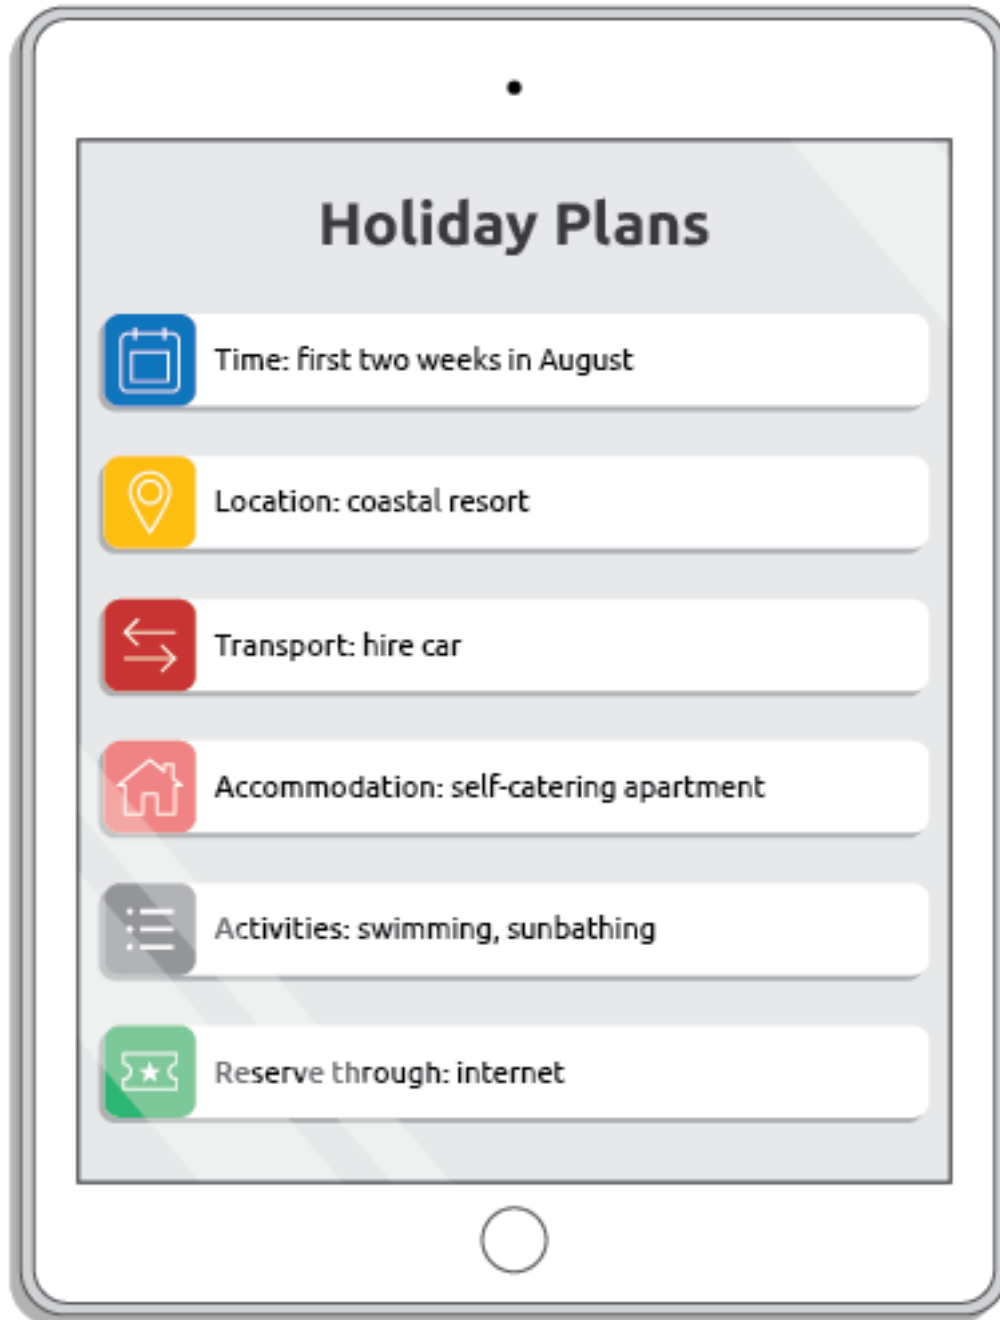 Holiday Plans
Time: first two weeks in August
Location: coastal resort
Transport: hire car
Accommodation: self-catering apartment
Activities: swimming, sunbathing
Reserve through: internet